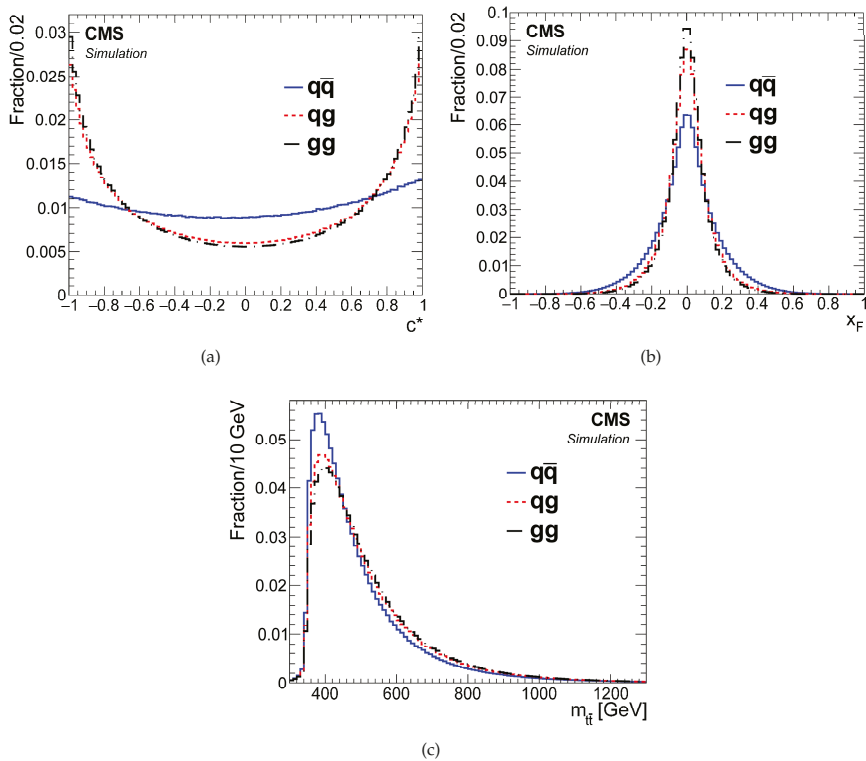 CMS
Simulation
Fraction/0.02
0.03
0.025
0.02
0.015
0.01
0.005
0
qq̄
qg
gg
−1 −0.8 −0.6 −0.4 −0.2 0 0.2 0.4 0.6 0.8 1
c*
(a)
CMS
Simulation
Fraction/0.02
0.1
0.09
0.08
0.07
0.06
0.05
0.04
0.03
0.02
0.01
0
qq̄
qg
gg
−1 −0.8 −0.6 −0.4 −0.2 0 0.2 0.4 0.6 0.8 1
x_F
(b)
CMS
Simulation
Fraction/10 GeV
0.05
0.04
0.03
0.02
0.01
0
qq̄
qg
gg
400 600 800 1000 1200
m_tt̄ [GeV]
(c)